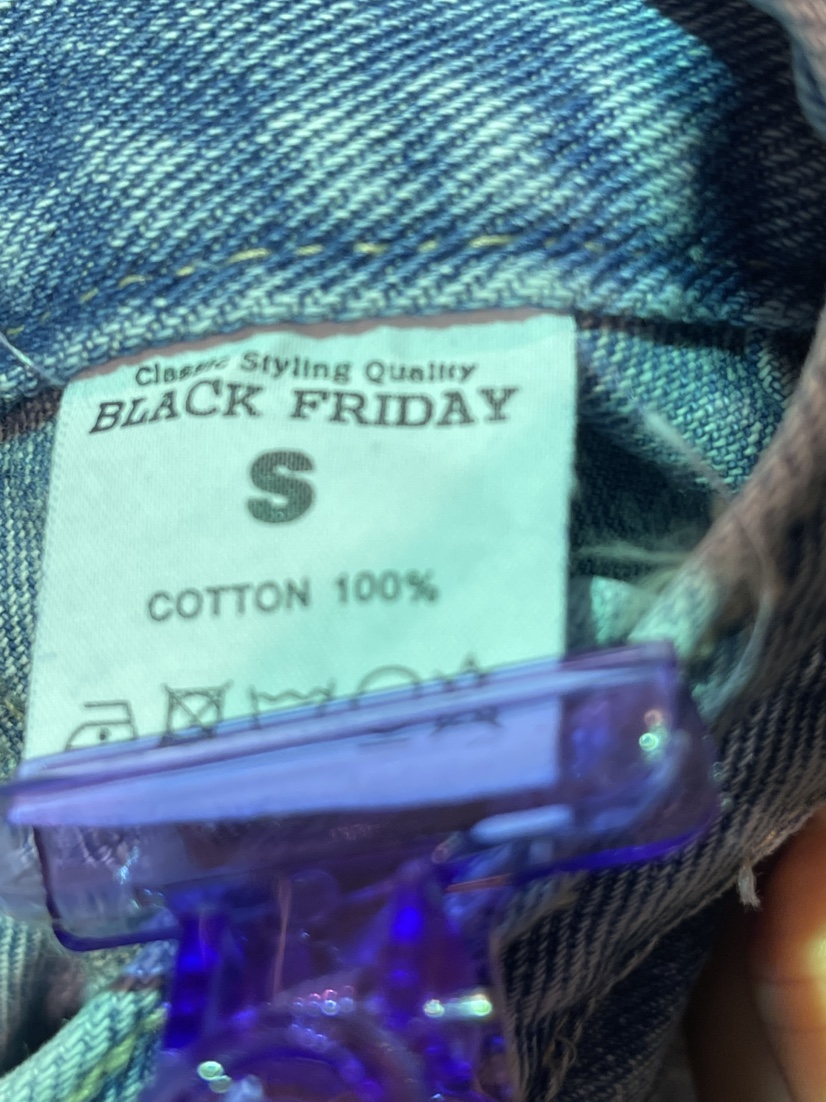 Classic Styling Quality
BLACK FRIDAY
S
COTTON 100%